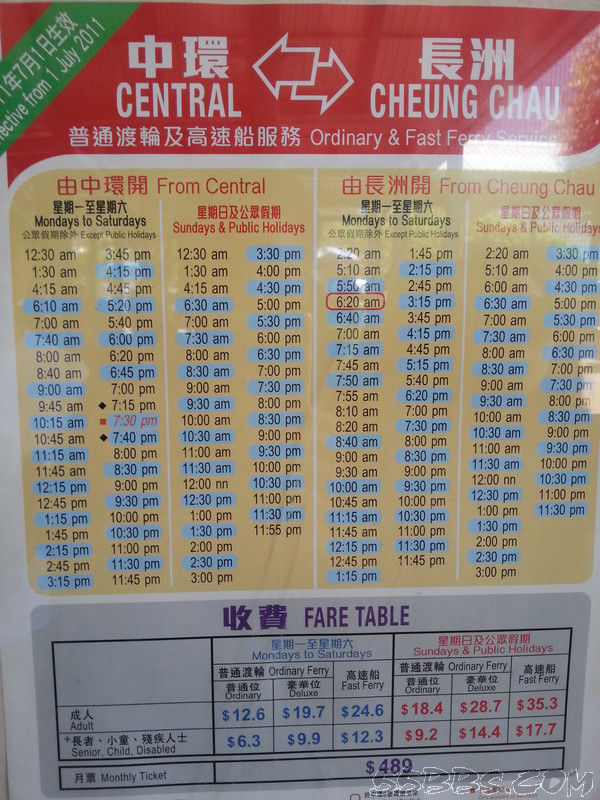 1年7月1日生效
ective from 1 July 2011
中環 長洲
CENTRAL CHEUNG CHAU
普通渡輪及高速船服務 Ordinary & Fast Ferry Service
由中環開 From Central
星期一至星期六
Mondays to Saturdays
公眾假期除外 Except Public Holidays
12:30 am 3:45 pm
1:30 am 4:15 pm
4:15 am 4:45 pm
6:10 am 5:20 pm
7:00 am 5:40 pm
7:40 am 6:00 pm
8:00 am 6:20 pm
8:40 am 6:45 pm
9:00 am 7:00 pm
9:45 am ◆ 7:15 pm
10:15 am ■ 7:30 pm
10:45 am ◆ 7:40 pm
11:15 am 8:00 pm
11:45 am 8:30 pm
12:15 pm 9:00 pm
12:45 pm 9:30 pm
1:15 pm 10:00 pm
1:45 pm 10:30 pm
2:15 pm 11:00 pm
2:45 pm 11:30 pm
3:15 pm 11:45 pm
星期日及公眾假期
Sundays & Public Holidays
12:30 am 3:30 pm
1:30 am 4:00 pm
4:15 am 4:30 pm
6:30 am 5:00 pm
7:00 am 5:30 pm
7:30 am 6:00 pm
8:00 am 6:30 pm
8:30 am 7:00 pm
9:00 am 7:30 pm
9:30 am 8:00 pm
10:00 am 8:30 pm
10:30 am 9:00 pm
11:00 am 9:30 pm
11:30 am 10:00 pm
12:00 nn 10:30 pm
12:30 pm 11:00 pm
1:00 pm 11:30 pm
1:30 pm 11:55 pm
2:00 pm
2:30 pm
3:00 pm
由長洲開 From Cheung Chau
星期一至星期六
Mondays to Saturdays
公眾假期除外 Except Public Holidays
2:20 am 1:45 pm
5:10 am 2:15 pm
5:50 am 2:45 pm
6:20 am 3:15 pm
6:40 am 3:45 pm
7:00 am 4:15 pm
7:15 am 4:45 pm
7:45 am 5:15 pm
7:50 am 5:40 pm
7:55 am 6:20 pm
8:10 am 7:00 pm
8:20 am 7:30 pm
8:40 am 8:00 pm
9:00 am 8:30 pm
9:30 am 9:00 pm
10:00 am 9:30 pm
10:45 am 10:00 pm
11:15 am 10:30 pm
11:45 am 11:00 pm
12:15 pm 11:30 pm
12:45 pm 11:45 pm
1:15 pm
星期日及公眾假期
Sundays & Public Holidays
2:20 am 3:30 pm
5:10 am 4:00 pm
6:00 am 4:30 pm
6:30 am 5:00 pm
7:00 am 5:30 pm
7:30 am 6:00 pm
8:00 am 6:30 pm
8:30 am 7:00 pm
9:00 am 7:30 pm
9:30 am 8:00 pm
10:00 am 8:30 pm
10:30 am 9:00 pm
11:00 am 9:30 pm
11:30 am 10:00 pm
12:00 nn 10:30 pm
12:30 pm 11:00 pm
1:00 pm 11:30 pm
1:30 pm
2:00 pm
2:30 pm
3:00 pm
收費 FARE TABLE
星期一至星期六 星期日及公眾假期
Mondays to Saturdays Sundays & Public Holidays
普通渡輪 Ordinary Ferry 高速船 Fast Ferry 普通渡輪 Ordinary Ferry 高速船 Fast Ferry
普通位 豪華位 普通位 豪華位
Ordinary Deluxe Ordinary Deluxe
成人 Adult $12.6 $19.7 $24.6 $18.4 $28.7 $35.3
+長者、小童、殘疾人士 Senior, Child, Disabled $6.3 $9.9 $12.3 $9.2 $14.4 $17.7
月票 Monthly Ticket $489
SSBBS.COM